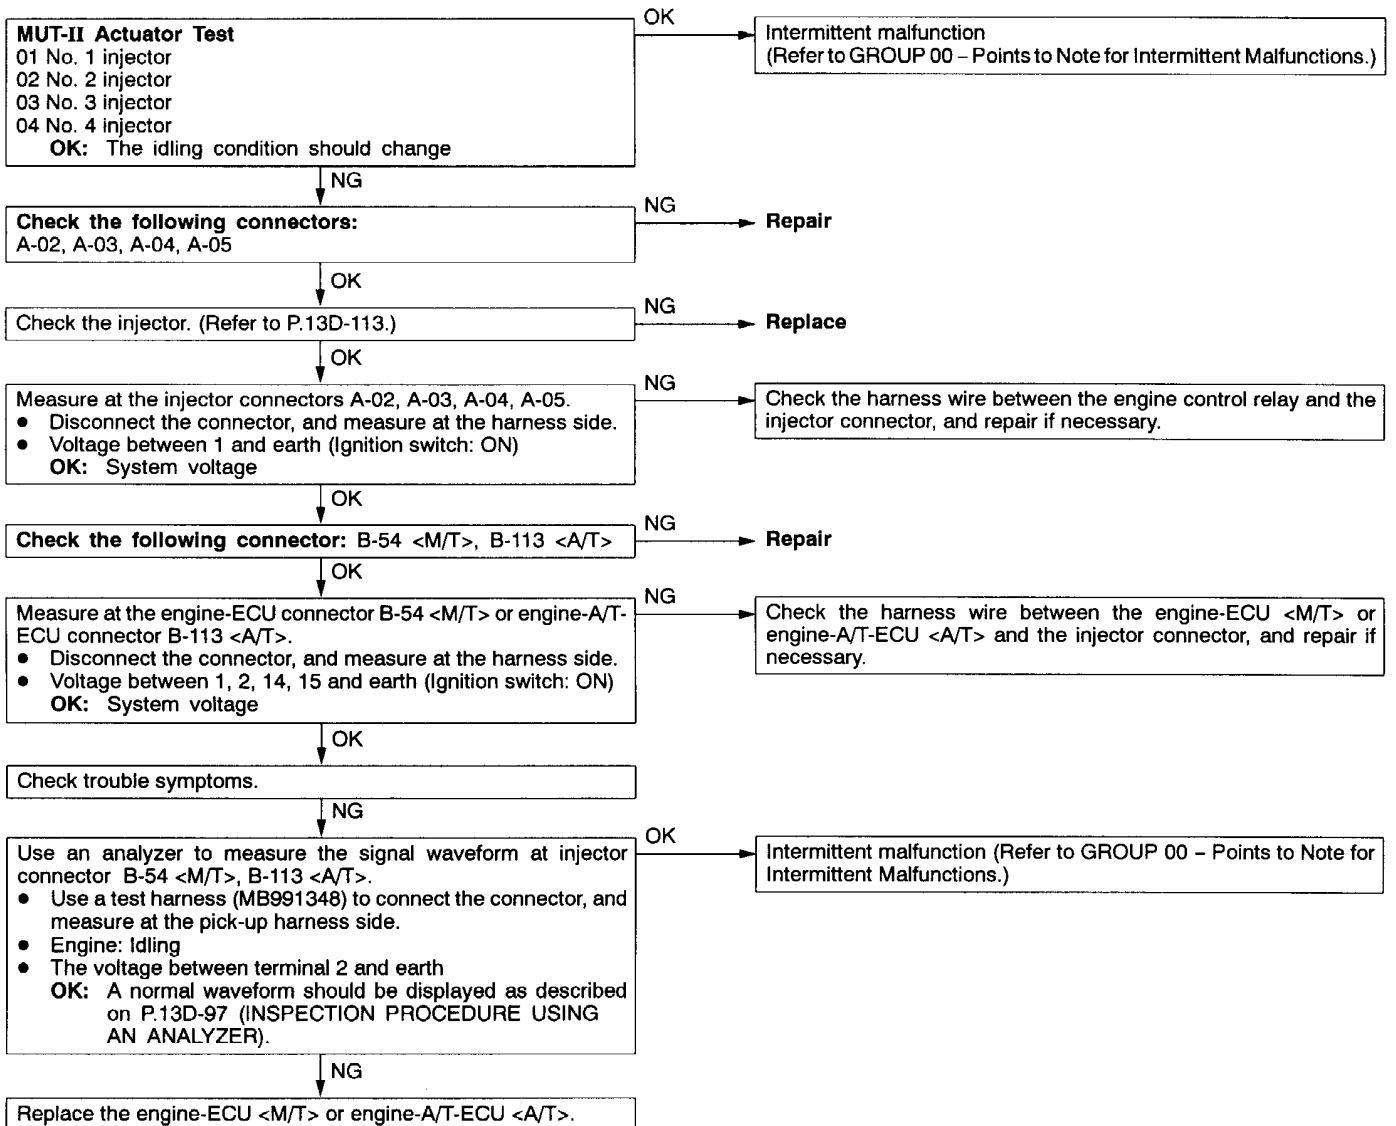 MUT-II Actuator Test
01 No. 1 injector
02 No. 2 injector
03 No. 3 injector
04 No. 4 injector
OK: The idling condition should change
OK
Intermittent malfunction
(Refer to GROUP 00 – Points to Note for Intermittent Malfunctions.)
NG
Check the following connectors:
A-02, A-03, A-04, A-05
NG
Repair
OK
Check the injector. (Refer to P.13D-113.)
NG
Replace
OK
Measure at the injector connectors A-02, A-03, A-04, A-05.
● Disconnect the connector, and measure at the harness side.
● Voltage between 1 and earth (Ignition switch: ON)
OK: System voltage
NG
Check the harness wire between the engine control relay and the
injector connector, and repair if necessary.
OK
Check the following connector: B-54 <M/T>, B-113 <A/T>
NG
Repair
OK
Measure at the engine-ECU connector B-54 <M/T> or engine-A/T-
ECU connector B-113 <A/T>.
● Disconnect the connector, and measure at the harness side.
● Voltage between 1, 2, 14, 15 and earth (Ignition switch: ON)
OK: System voltage
NG
Check the harness wire between the engine-ECU <M/T> or
engine-A/T-ECU <A/T> and the injector connector, and repair if
necessary.
OK
Check trouble symptoms.
NG
Use an analyzer to measure the signal waveform at injector
connector B-54 <M/T>, B-113 <A/T>.
● Use a test harness (MB991348) to connect the connector, and
measure at the pick-up harness side.
● Engine: Idling
● The voltage between terminal 2 and earth
OK: A normal waveform should be displayed as described
on P.13D-97 (INSPECTION PROCEDURE USING
AN ANALYZER).
OK
Intermittent malfunction (Refer to GROUP 00 – Points to Note for
Intermittent Malfunctions.)
NG
Replace the engine-ECU <M/T> or engine-A/T-ECU <A/T>.